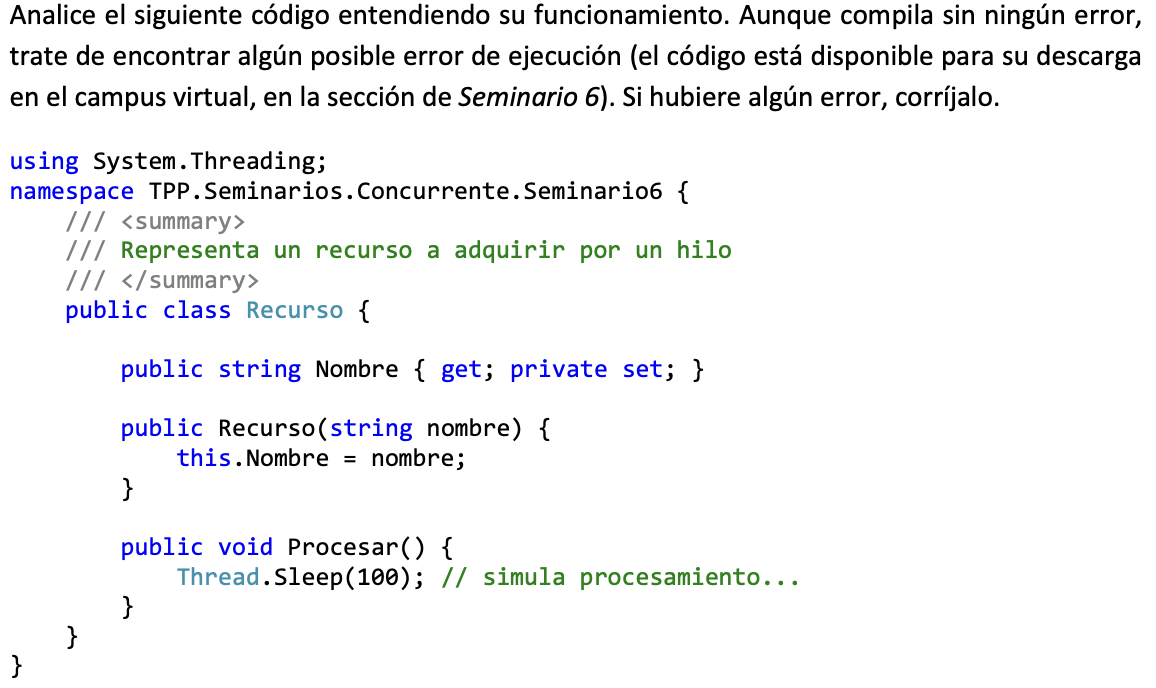 Analice el siguiente código entendiendo su funcionamiento. Aunque compila sin ningún error,
trate de encontrar algún posible error de ejecución (el código está disponible para su descarga
en el campus virtual, en la sección de Seminario 6). Si hubiere algún error, corríjalo.
using System.Threading;
namespace TPP.Seminarios.Concurrente.Seminario6 {
/// <summary>
/// Representa un recurso a adquirir por un hilo
/// </summary>
public class Recurso {
public string Nombre { get; private set; }
public Recurso(string nombre) {
this.Nombre = nombre;
}
public void Procesar() {
Thread.Sleep(100); // simula procesamiento...
}
}
}